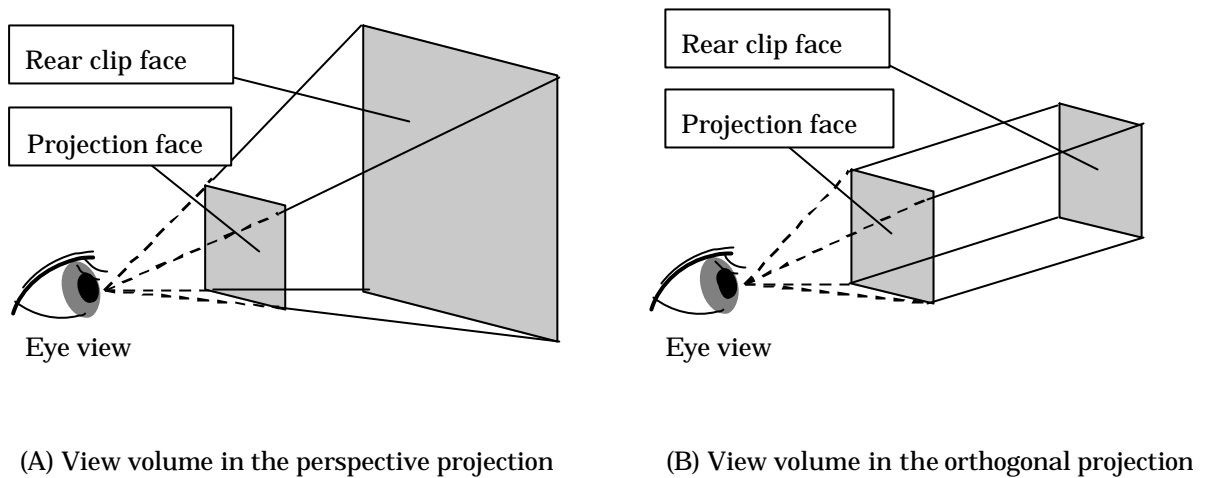 Rear clip face
Projection face
Eye view
(A) View volume in the perspective projection
Rear clip face
Projection face
Eye view
(B) View volume in the orthogonal projection